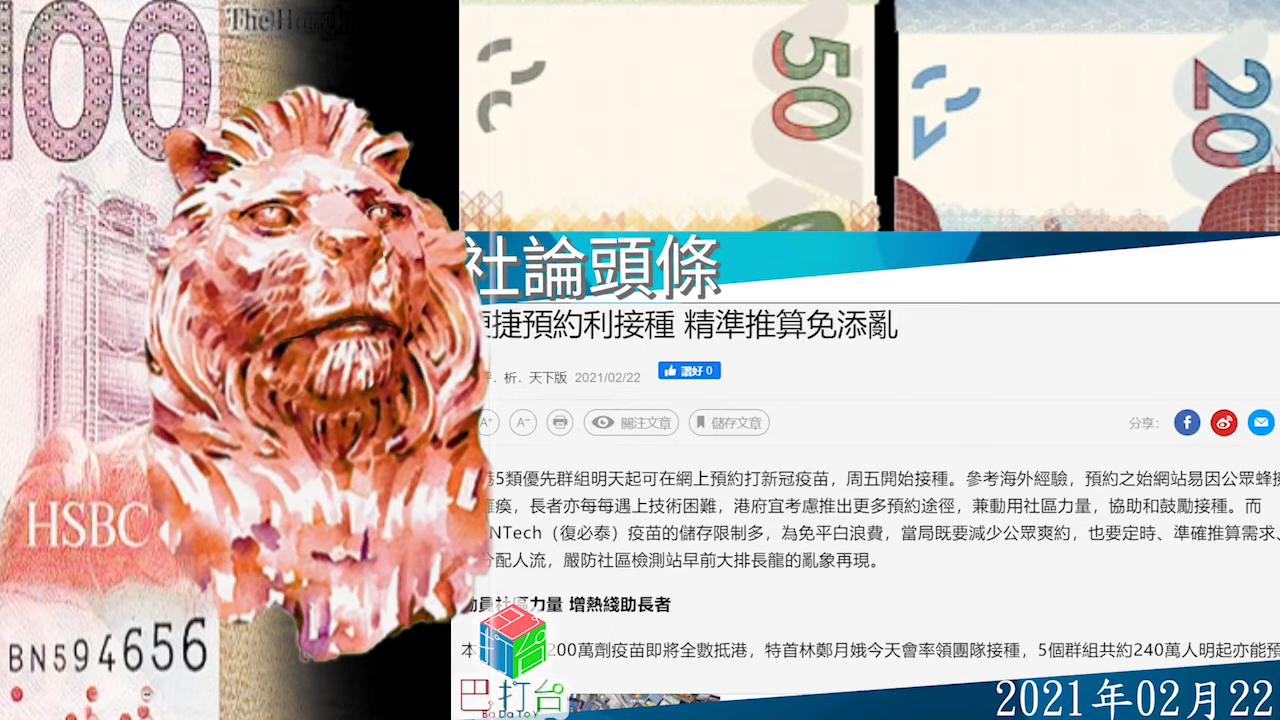 100
The Hong
50
20
HSBC
BN594656
社論頭條
便捷預約利接種 精準推算免添亂
析. 天下版 2021/02/22
讚好 0
A+ A- 關注文章 儲存文章
分享:
5類優先群組明天起可在網上預約打新冠疫苗，周五開始接種。參考海外經驗，預約之始網站易因公眾蜂擁
癱瘓，長者亦每每遇上技術困難，港府宜考慮推出更多預約途徑，兼動用社區力量，協助和鼓勵接種。而
NTech（復必泰）疫苗的儲存限制多，為免平白浪費，當局既要減少公眾爽約，也要定時、準確推算需求、
分配人流，嚴防社區檢測站早前大排長龍的亂象再現。
動員社區力量 增熱綫助長者
本 200萬劑疫苗即將全數抵港，特首林鄭月娥今天會率領團隊接種，5個群組共約240萬人明起亦能預
巴打台
BaDaToy
2021年02月22